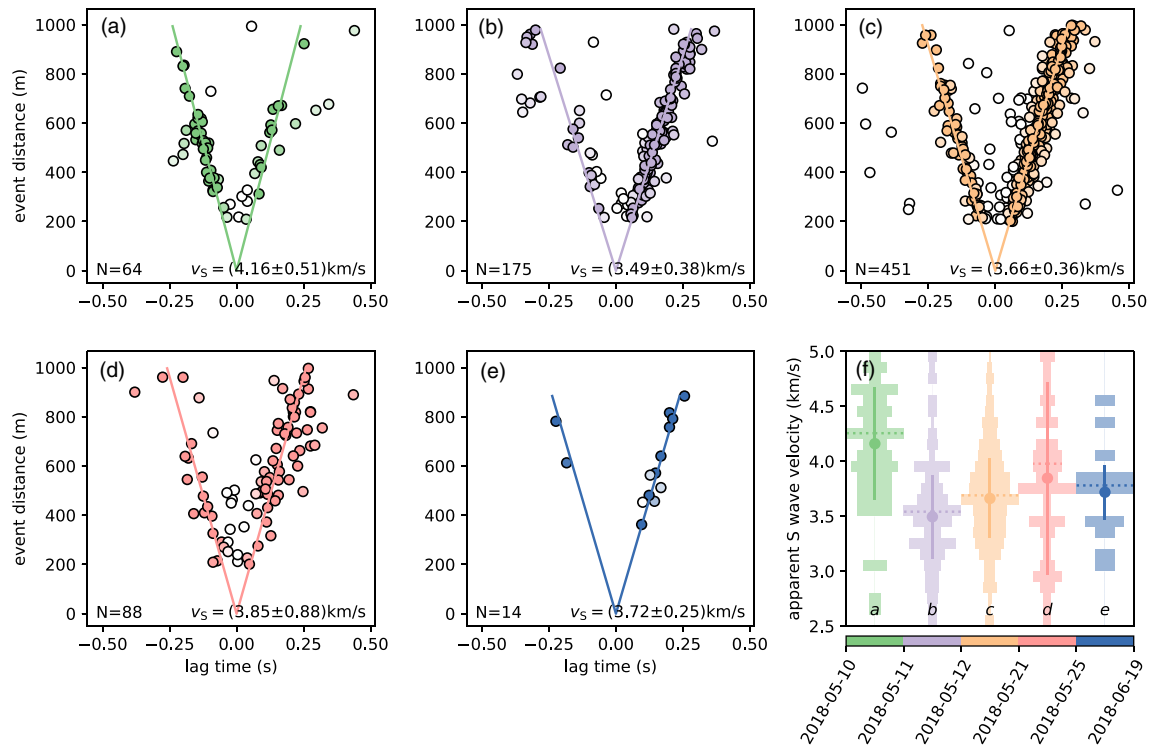 (a)
(b)
(c)
1000
800
600
400
200
0
event distance (m)
N=64
vS = (4.16±0.51)km/s
N=175
vS = (3.49±0.38)km/s
N=451
vS = (3.66±0.36)km/s
−0.50 −0.25 0.00 0.25 0.50
−0.50 −0.25 0.00 0.25 0.50
−0.50 −0.25 0.00 0.25 0.50
1000
800
600
400
200
0
1000
800
600
400
200
0
(d)
(e)
(f)
1000
800
600
400
200
0
event distance (m)
N=88
vS = (3.85±0.88)km/s
−0.50 −0.25 0.00 0.25 0.50
lag time (s)
1000
800
600
400
200
0
N=14
vS = (3.72±0.25)km/s
−0.50 −0.25 0.00 0.25 0.50
lag time (s)
apparent S wave velocity (km/s)
5.0
4.5
4.0
3.5
3.0
2.5
a b c d e
2018-05-10
2018-05-11
2018-05-12
2018-05-21
2018-05-25
2018-06-19